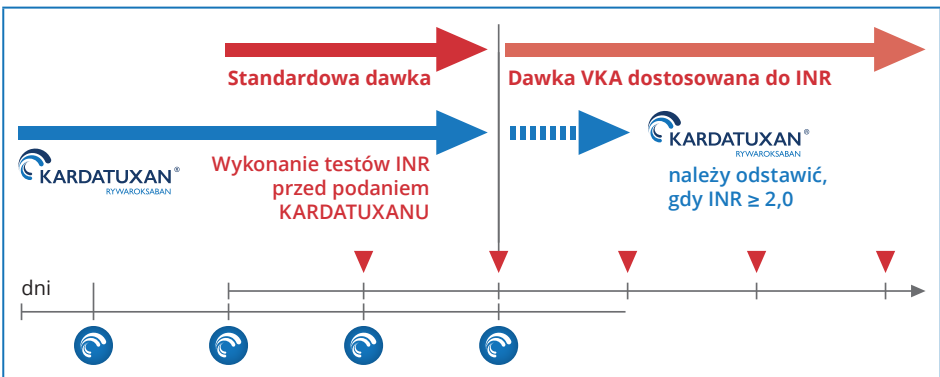 Standardowa dawka
Dawka VKA dostosowana do INR
KARDATUXAN®
RYWAROKSABAN
Wykonanie testów INR
przed podaniem
KARDATUXANU
KARDATUXAN®
RYWAROKSABAN
należy odstawić,
gdy INR ≥ 2,0
dni